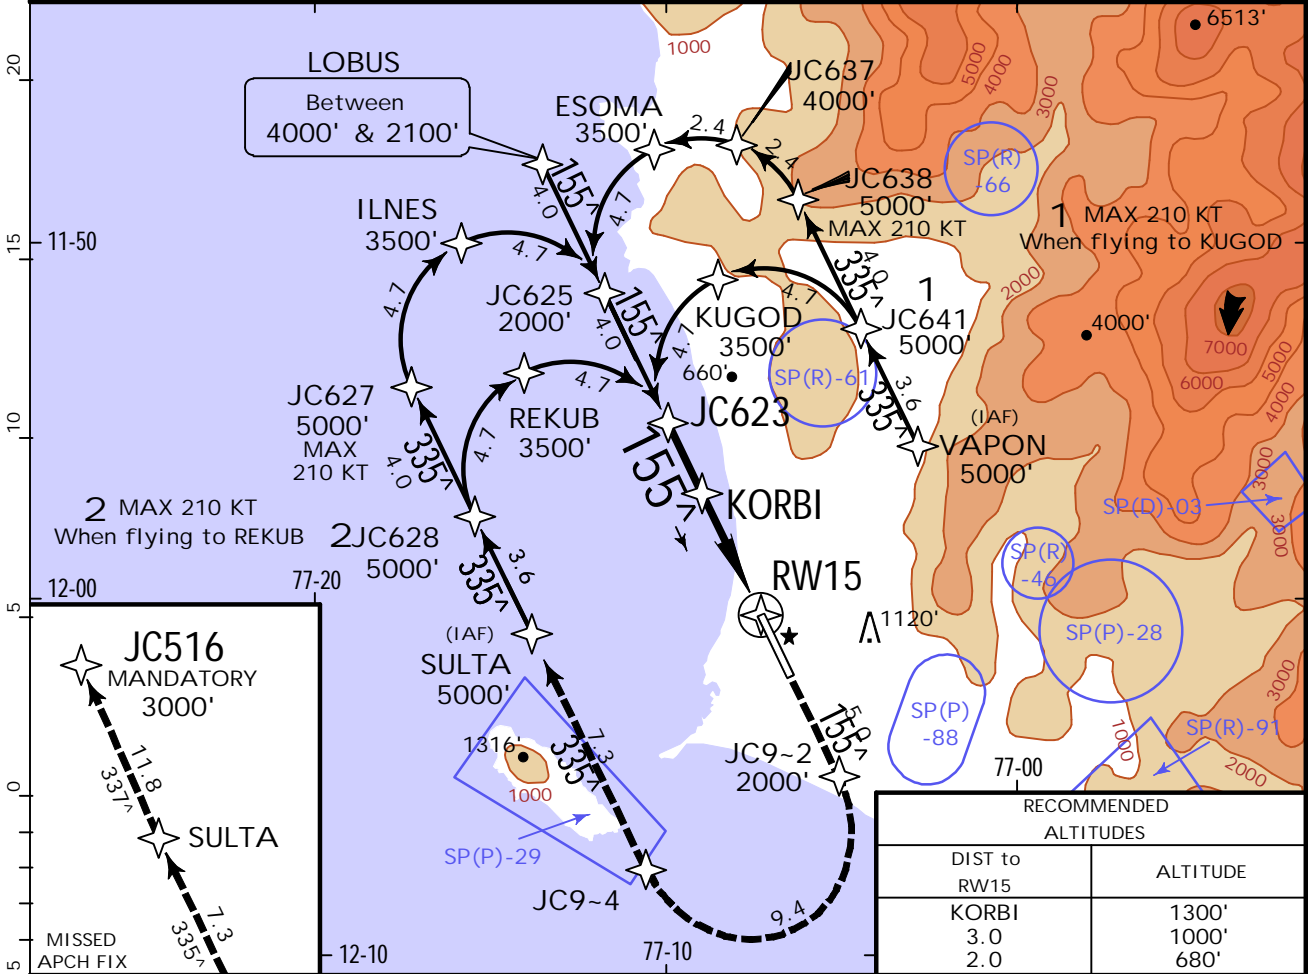 6513'
1000
5000
4000
3000
20
LOBUS
Between
4000' & 2100'
ESOMA
3500'
JC637
4000'
2.4
2.4
SP(R)
-66
155^
4.0
4.7
JC638
5000'
MAX 210 KT
ILNES
3500'
1 MAX 210 KT
When flying to KUGOD
15
11-50
4.7
4.0
335^
2000
JC625
2000'
155^
4.0
4.7
1
KUGOD
3500'
4.7
JC641
5000'
4.7
4000'
7000
6000
5000
4000
660'
SP(R)-61
3.6
335^
JC627
5000'
MAX
210 KT
4.7
REKUB
3500'
JC623
(IAF)
VAPON
5000'
10
335^
4.0
4.7
155^
3000
3000
SP(D)-03
2 MAX 210 KT
When flying to REKUB
KORBI
2JC628
5000'
SP(R)
-46
12-00
77-20
3.6
335^
RW15
5
(IAF)
SULTA
5000'
1120'
SP(P)-28
JC516
MANDATORY
3000'
3000
SP(P)
-88
5.0
155^
1000
SP(R)-91
2000
7.3
335^
1316'
1000
JC9~2
2000'
77-00
11.8
337^
0
SULTA
SP(P)-29
JC9~4
9.4
7.3
335^
MISSED
APCH FIX
12-10
77-10
5
RECOMMENDED
ALTITUDES
DIST to
RW15
ALTITUDE
KORBI 1300'
3.0 1000'
2.0 680'